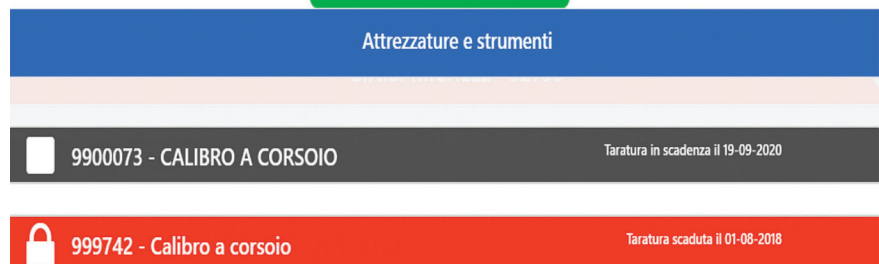 Attrezzature e strumenti
9900073 - CALIBRO A CORSOIO Taratura in scadenza il 19-09-2020
999742 - Calibro a corsoio Taratura scaduta il 01-08-2018